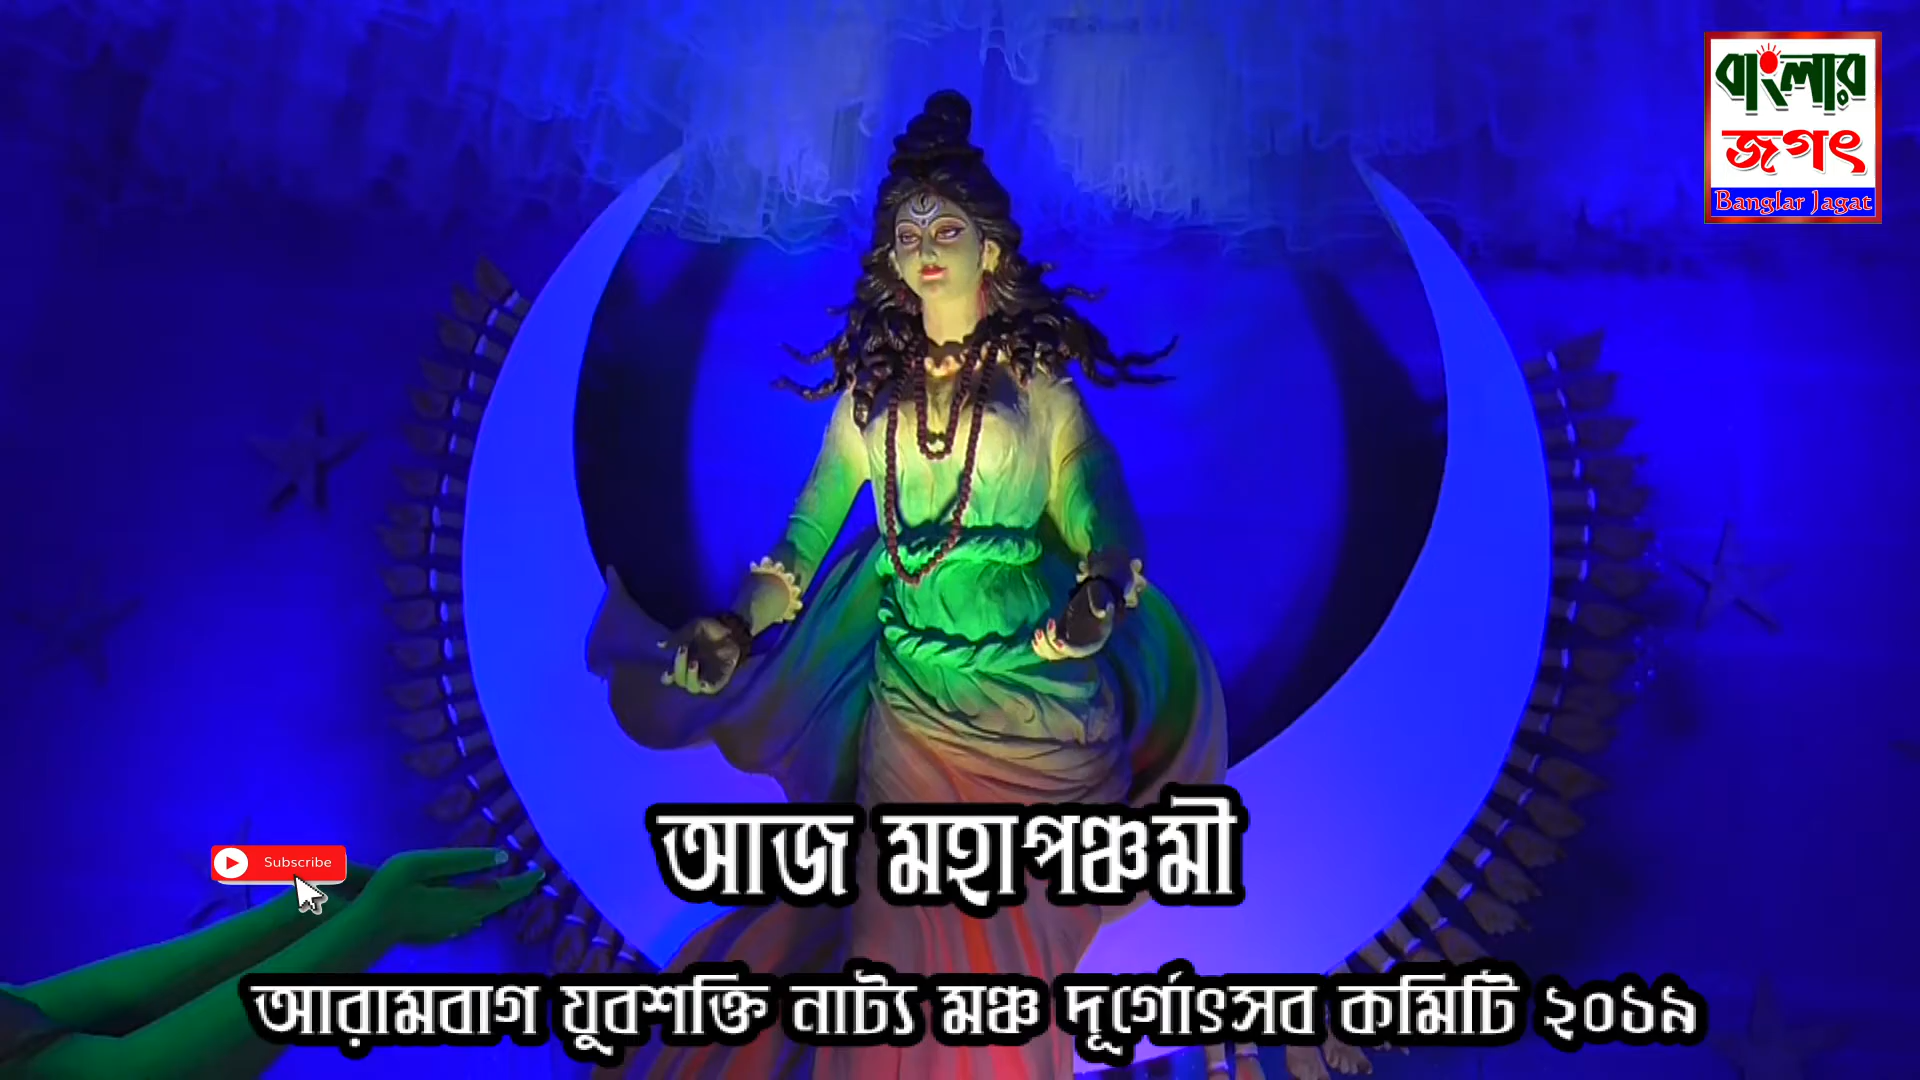 বাংলার
জগৎ
Banglar Jagat
আজ মহাপঞ্চমী
Subscribe
আরামবাগ যুবশক্তি নাট্য মঞ্চ দূর্গোৎসব কমিটি ২০১৯